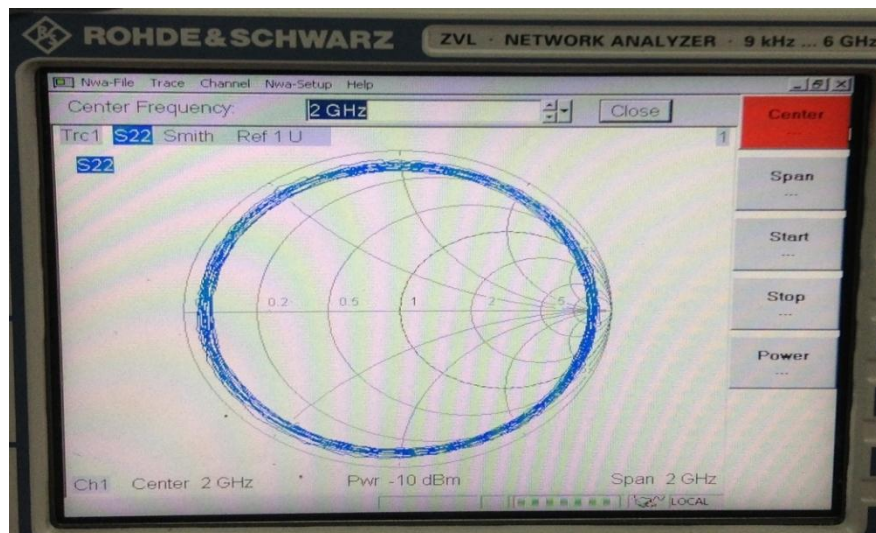 R&S ROHDE&SCHWARZ ZVL · NETWORK ANALYZER · 9 kHz ... 6 GHz
Nwa-File Trace Channel Nwa-Setup Help
Center Frequency: 2 GHz Close
Trc1 S22 Smith Ref 1 U 1
S22
0.2 0.5 1 2 5
Ch1 Center 2 GHz Pwr -10 dBm Span 2 GHz
LOCAL
Center
---
Span
---
Start
---
Stop
---
Power
---